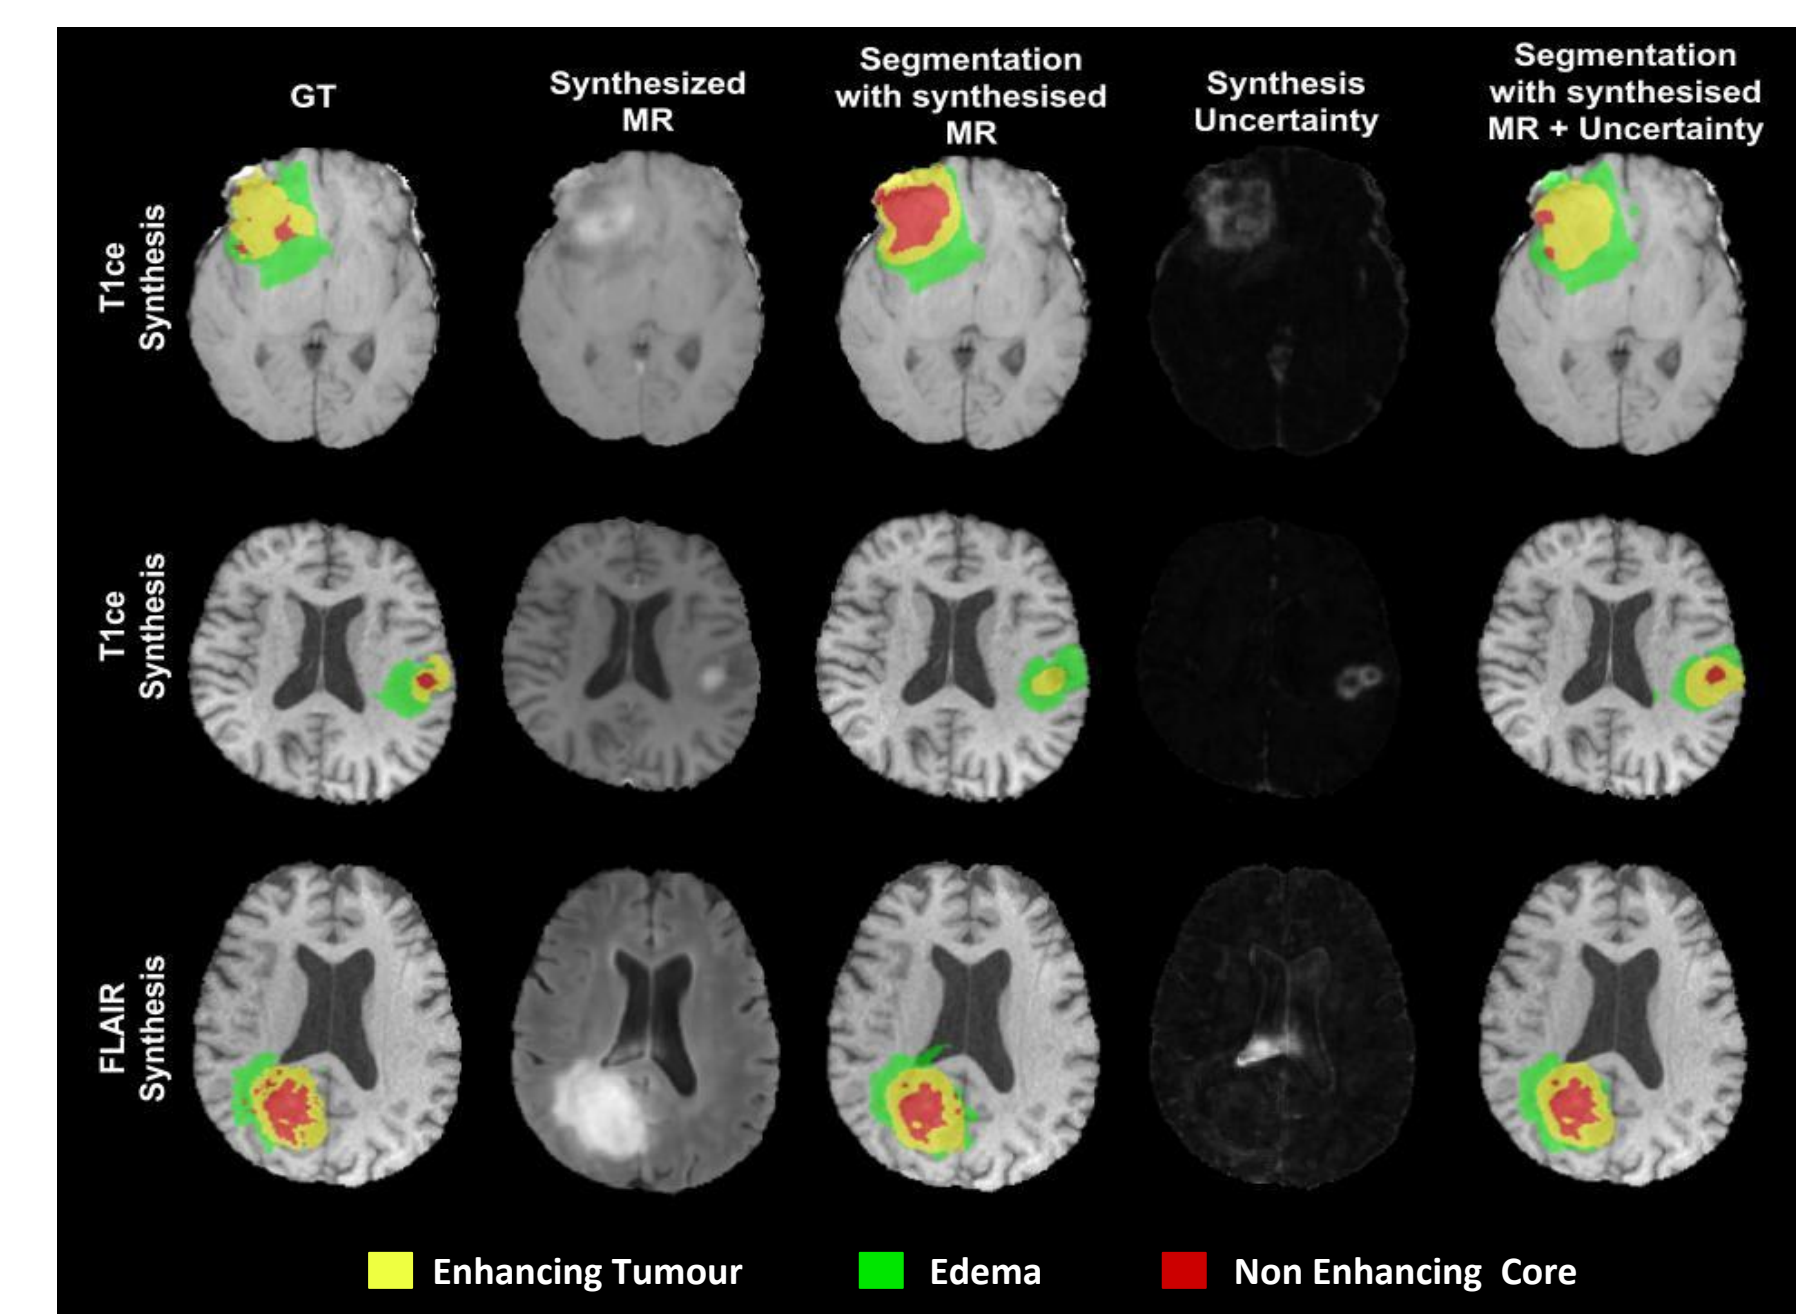 GT
Synthesized
MR
Segmentation
with synthesised
MR
Synthesis
Uncertainty
Segmentation
with synthesised
MR + Uncertainty
T1ce
Synthesis
T1ce
Synthesis
FLAIR
Synthesis
Enhancing Tumour
Edema
Non Enhancing Core